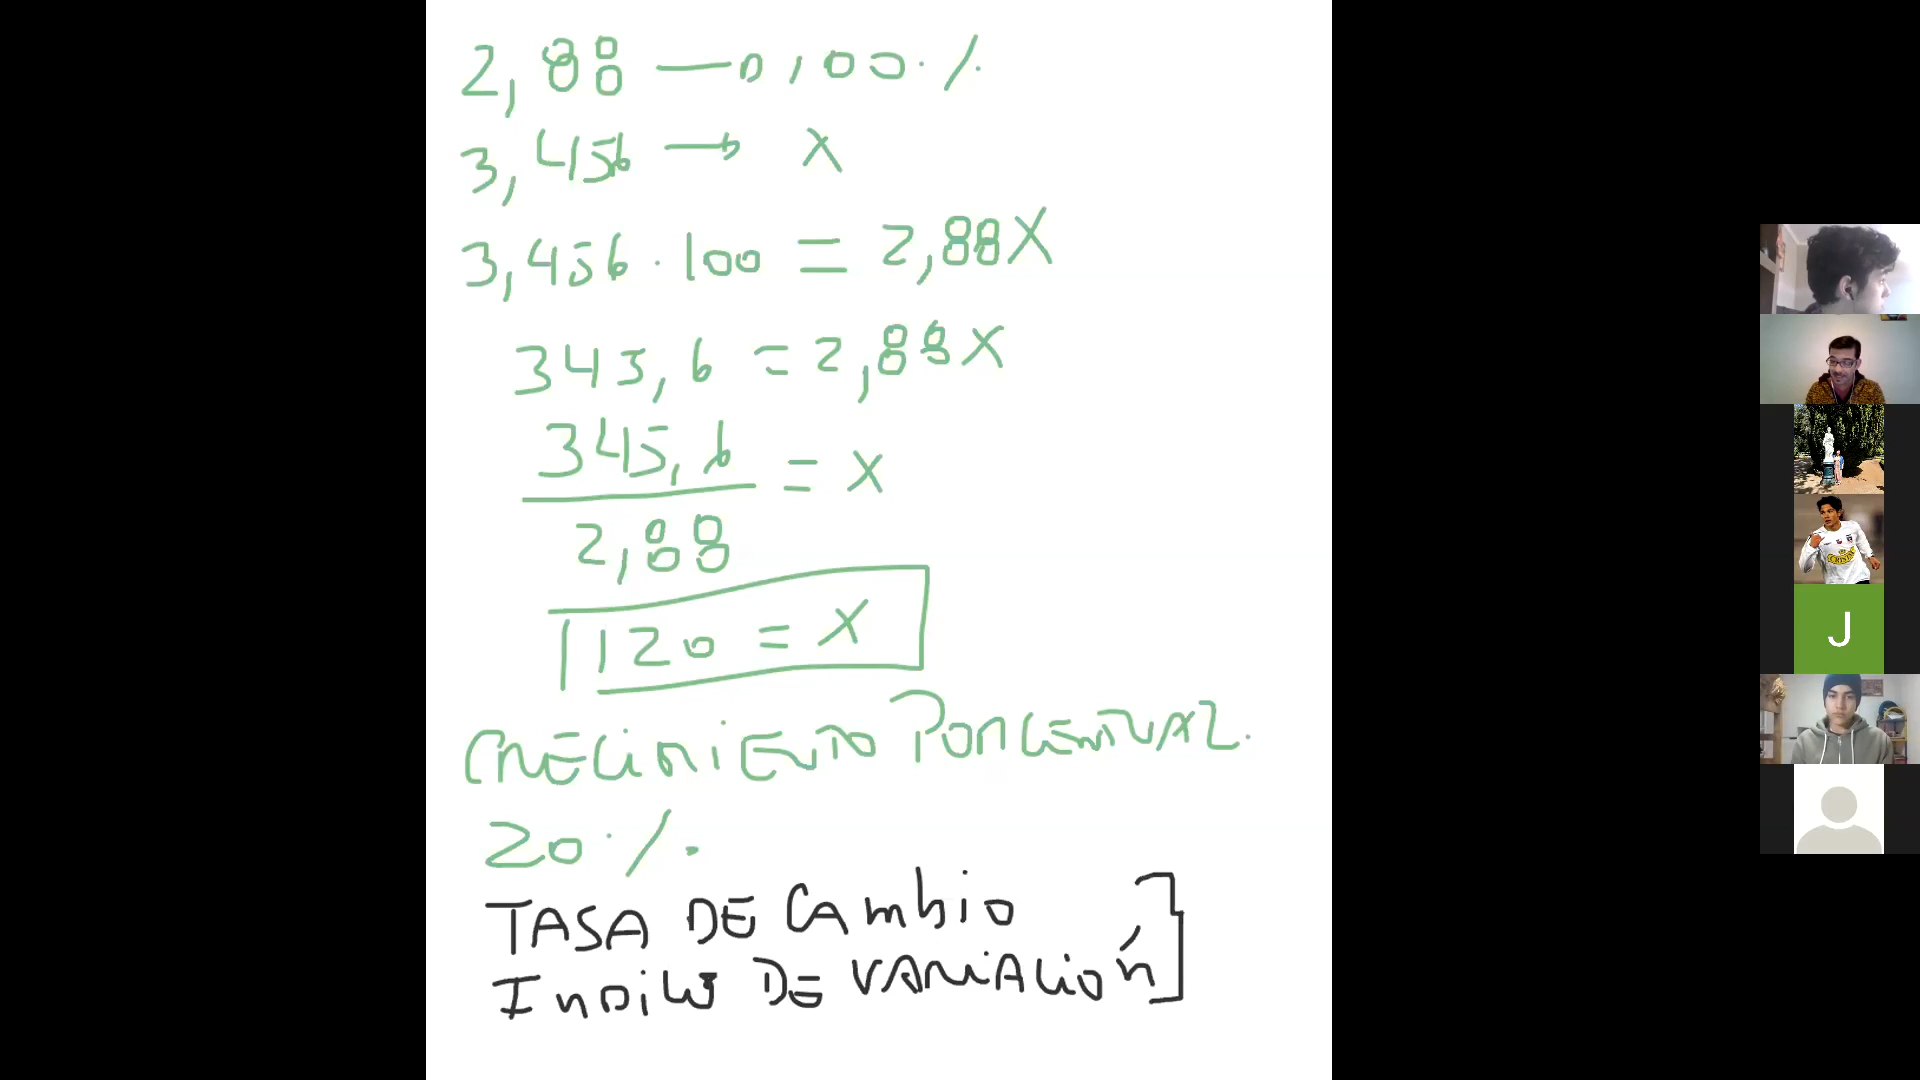 2,88 → 100%
3,456 → X
3,456 · 100 = 2,88X
345,6 = 2,88X
345,6 / 2,88 = X
120 = X
CRECIMIENTO PORCENTUAL.
20%
TASA DE CAMBIO
INDICE DE VARIACIÓN
J
CRISTAL